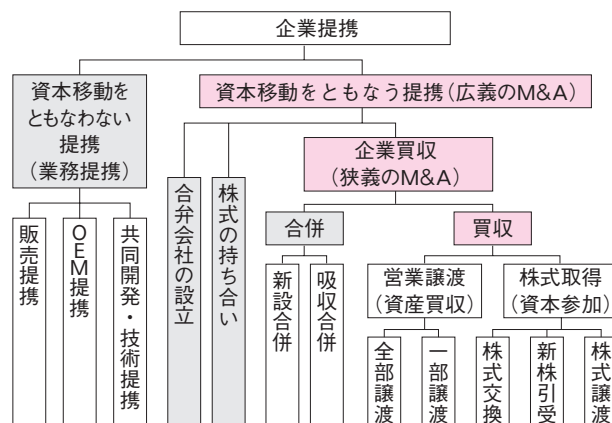 企業提携
資本移動を
ともなわない
提携
(業務提携)
資本移動をともなう提携(広義のM&A)
企業買収
(狭義のM&A)
販売提携
OEM提携
共同開発・技術提携
合弁会社の設立
株式の持ち合い
合併
買収
新設合併
吸収合併
営業譲渡
(資産買収)
株式取得
(資本参加)
全部譲渡
一部譲渡
株式交換
新株引受
株式譲渡